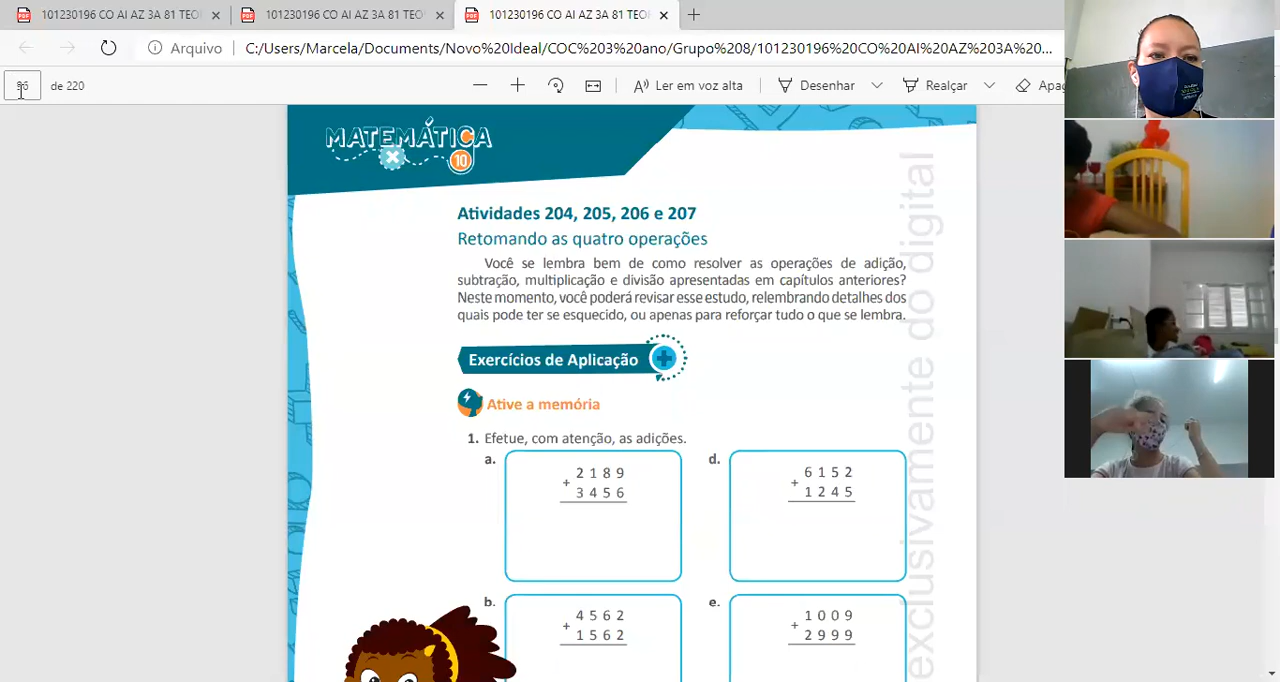 101230196 CO AI AZ 3A 81 TEO
101230196 CO AI AZ 3A 81 TEO
101230196 CO AI AZ 3A 81 TEO
Arquivo
C:/Users/Marcela/Documents/Novo%20Ideal/COC%203%20ano/Grupo%208/101230196%20CO%20AI%20AZ%203A%20...
de 220
Ler em voz alta
Desenhar
Realçar
MATEMÁTICA
10
Atividades 204, 205, 206 e 207
Retomando as quatro operações
Você se lembra bem de como resolver as operações de adição,
subtração, multiplicação e divisão apresentadas em capítulos anteriores?
Neste momento, você poderá revisar esse estudo, relembrando detalhes dos
quais pode ter se esquecido, ou apenas para reforçar tudo o que se lembra.
Exercícios de Aplicação
Ative a memória
1. Efetue, com atenção, as adições.
a.
2 1 8 9
+
3 4 5 6
d.
6 1 5 2
+
1 2 4 5
b.
4 5 6 2
+
1 5 6 2
e.
1 0 0 9
+
2 9 9 9
exclusivamente do digital